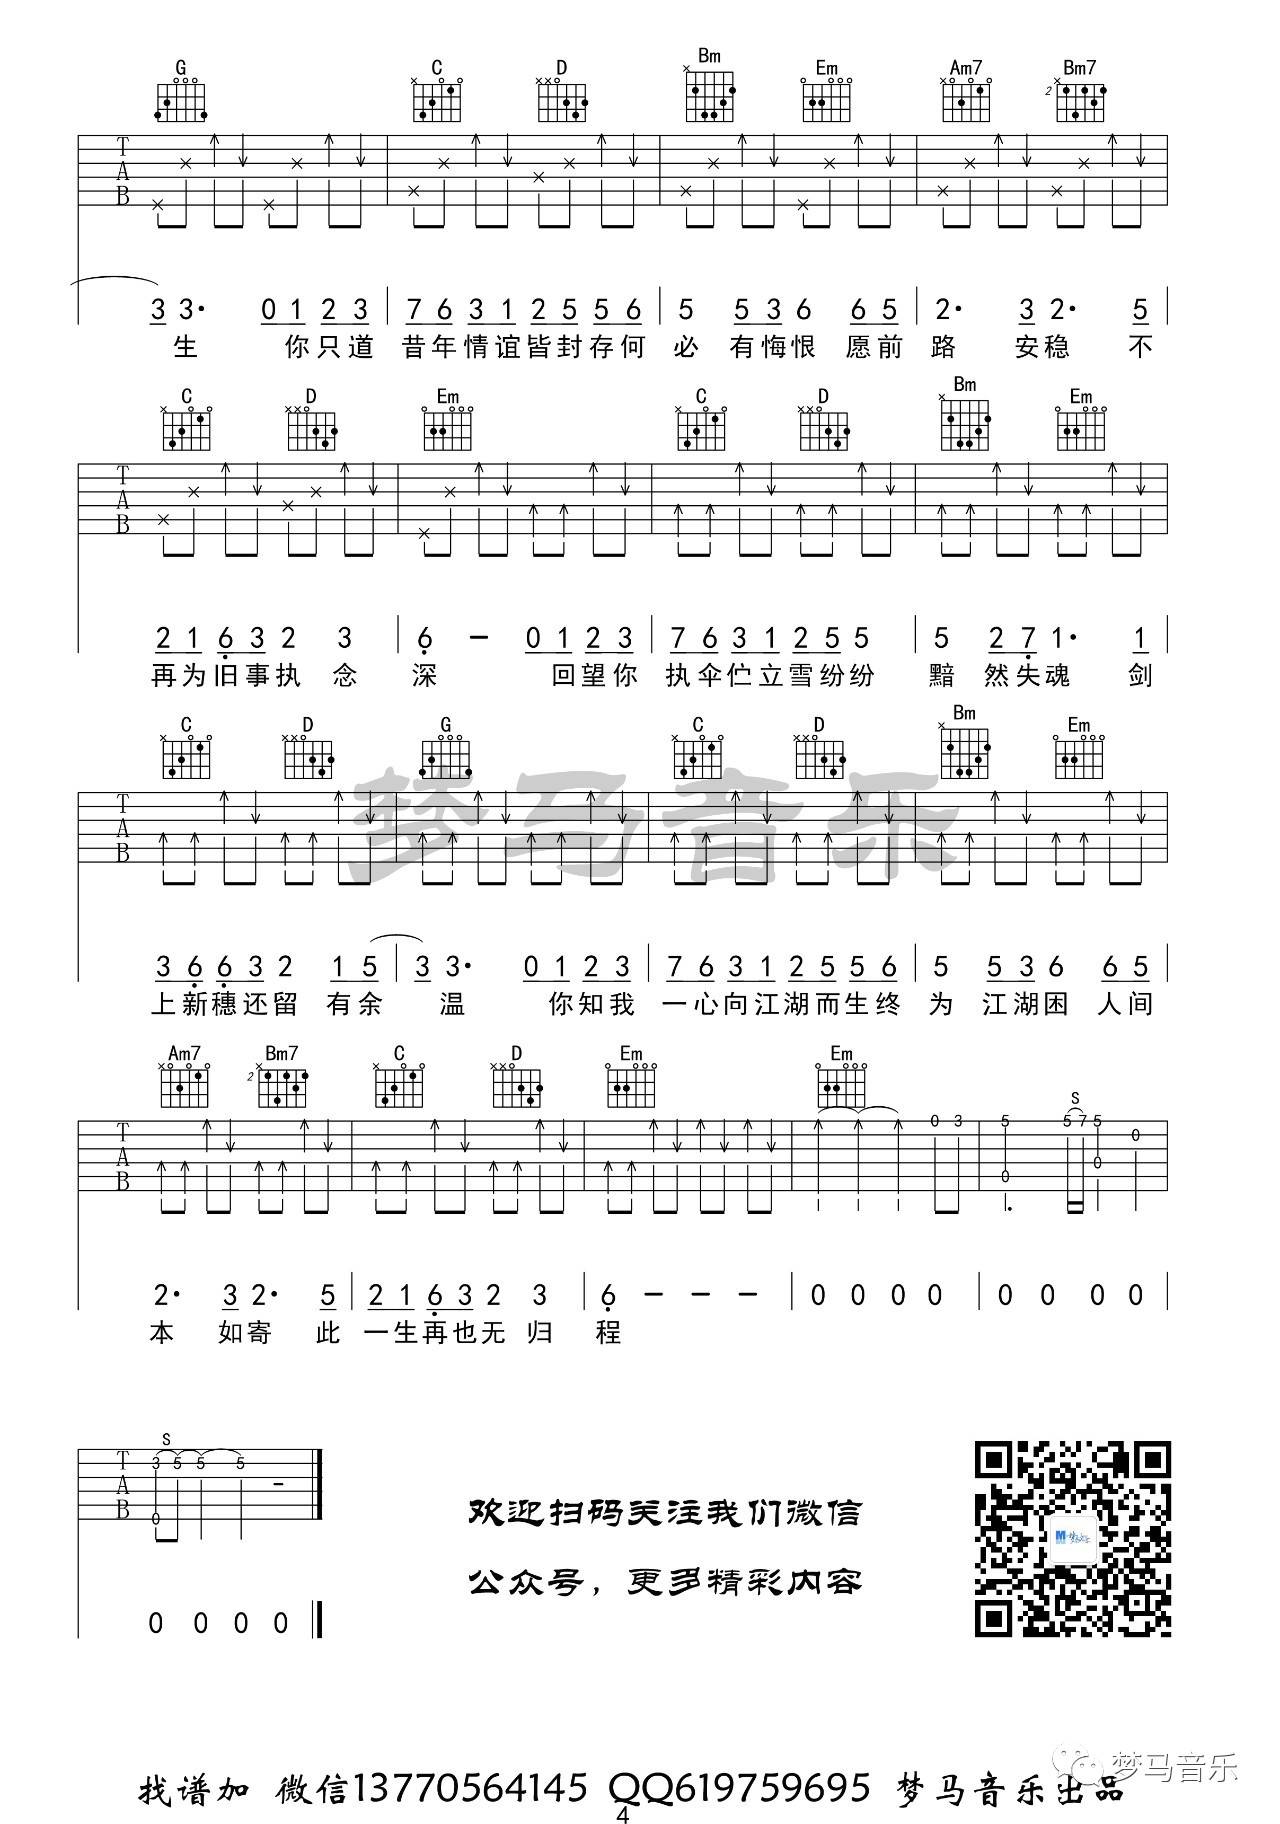 G C D Bm Em Am7 Bm7
2
T
A
B
3 3· 0 1 2 3 7 6 3 1 2 5 5 6 5 5 3 6 6 5 2· 3 2· 5
生 你只道 昔年情谊皆封存何 必 有悔恨 愿前 路 安稳 不
C D Em C D Bm Em
T
A
B
2 1 6 3 2 3 6 － 0 1 2 3 7 6 3 1 2 5 5 5 2 7 1· 1
再为旧事执 念 深 回望你 执伞伫立雪纷纷 黯 然失魂 剑
C D G C D Bm Em
T
A
B
3 6 6 3 2 1 5 3 3· 0 1 2 3 7 6 3 1 2 5 5 6 5 5 3 6 6 5
上新穗还留 有余 温 你知我 一心向江湖而生终 为 江湖困 人间
梦马音乐
Am7 Bm7 C D Em Em
2
S
T
A
B
0 3 5 0 5 7 5 0 0
2· 3 2· 5 2 1 6 3 2 3 6 － － － 0 0 0 0 0 0 0 0
本 如寄 此 一生再也无 归 程
S
T
A
B
3 5 5 5 0 －
0 0 0 0
欢迎扫码关注我们微信
公众号，更多精彩内容
M
找谱加 微信13770564145 QQ619759695 梦马音乐出品
梦马音乐
4